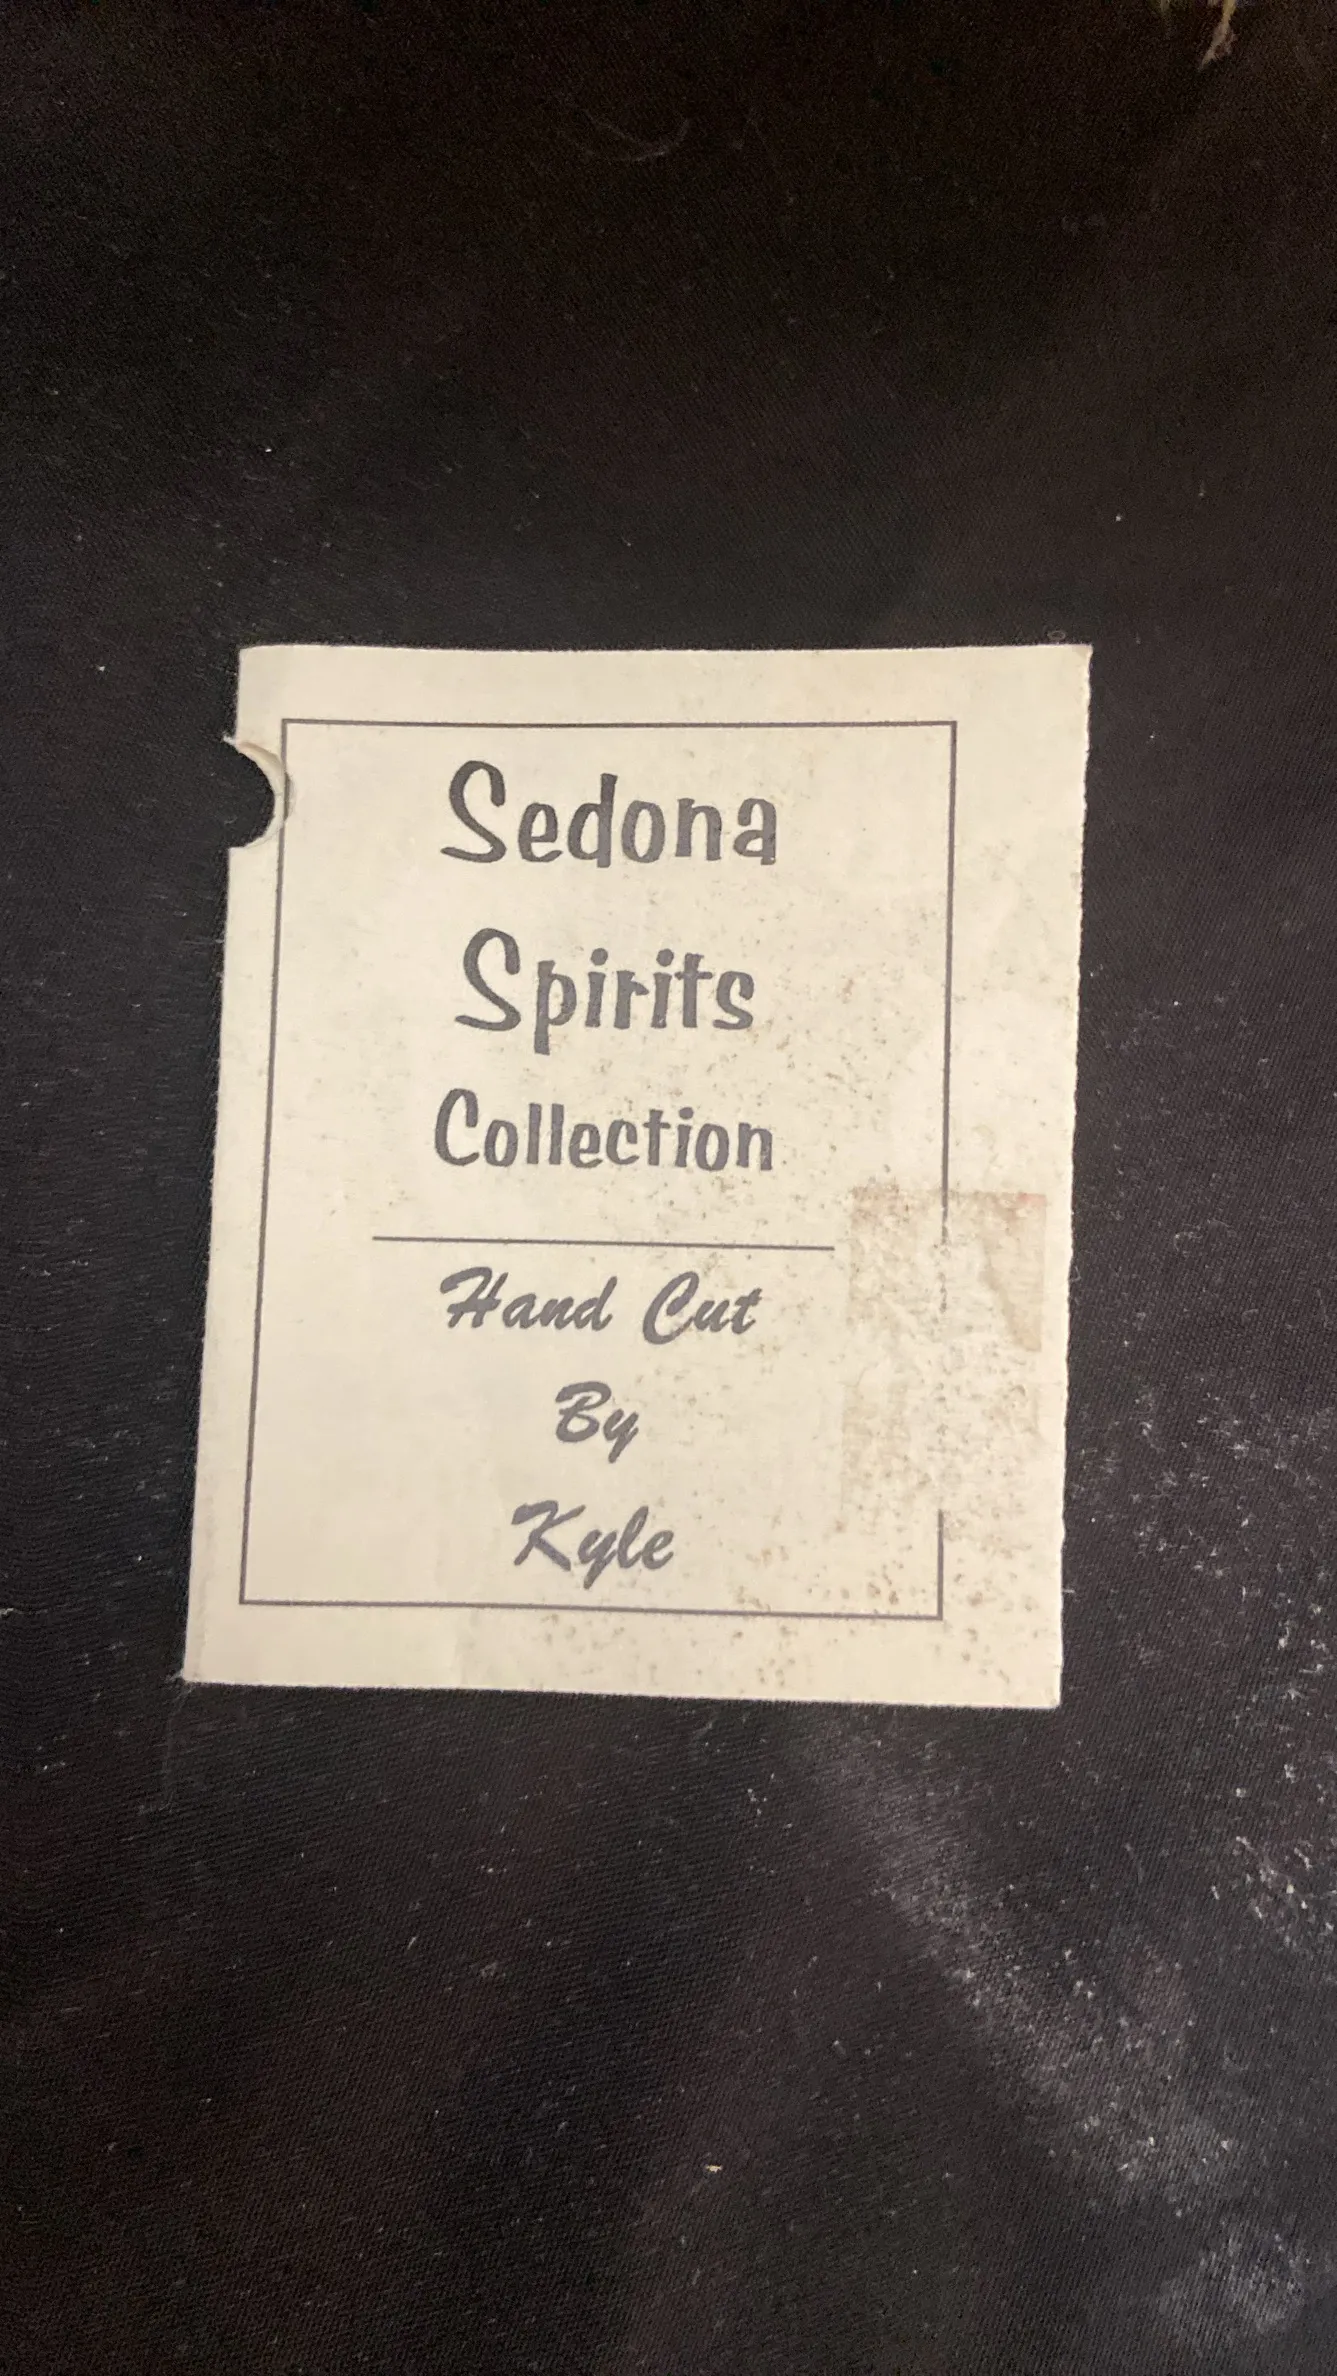 Sedona
Spirits
Collection
Hand Cut
By
Kyle